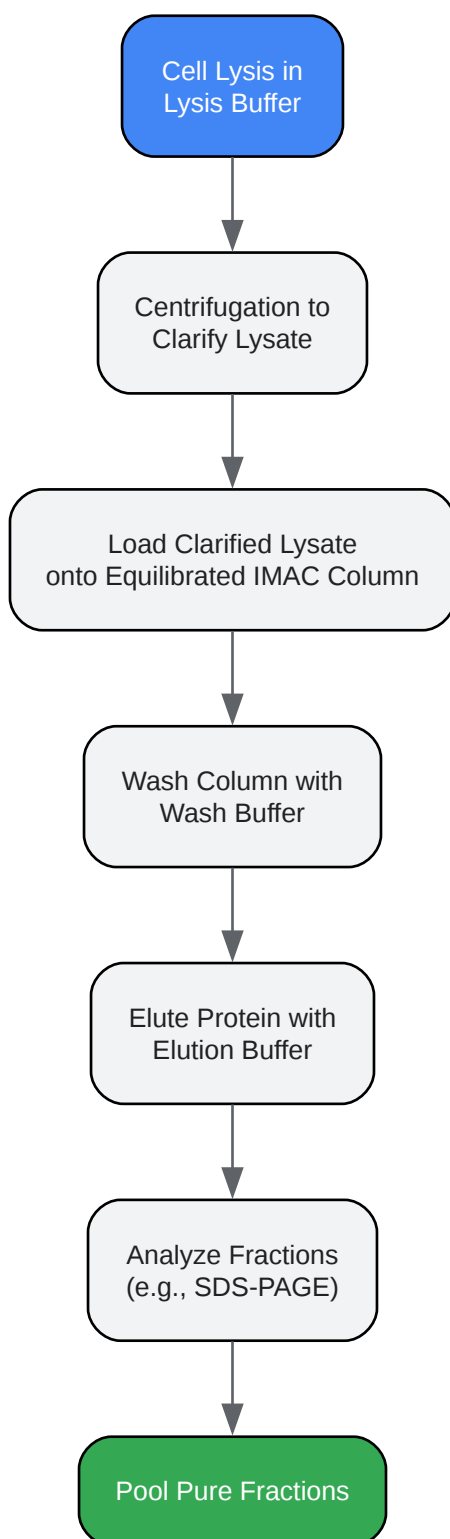 Cell Lysis in
Lysis Buffer
Centrifugation to
Clarify Lysate
Load Clarified Lysate
onto Equilibrated IMAC Column
Wash Column with
Wash Buffer
Elute Protein with
Elution Buffer
Analyze Fractions
(e.g., SDS-PAGE)
Pool Pure Fractions